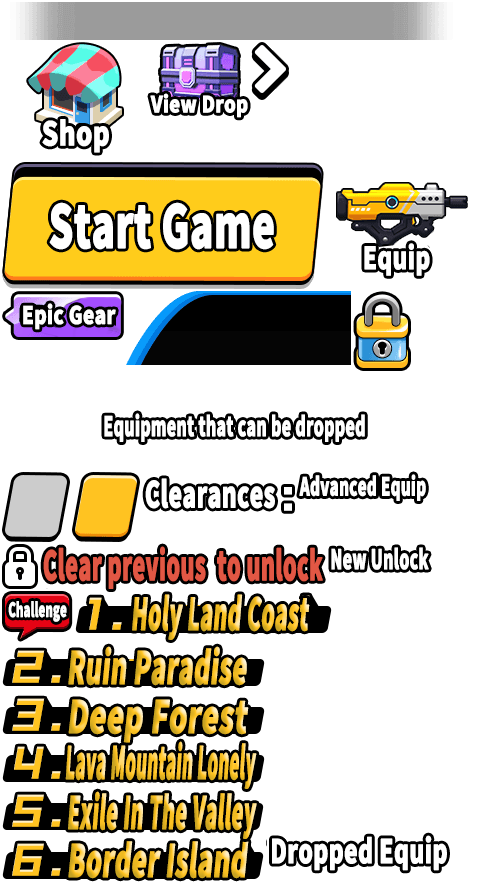 Shop
View Drop
Start Game
Equip
Epic Gear
Equipment that can be dropped
Clearances :
Advanced Equip
Clear previous to unlock
New Unlock
Challenge
1. Holy Land Coast
2. Ruin Paradise
3. Deep Forest
4. Lava Mountain Lonely
5. Exile In The Valley
6. Border Island
Dropped Equip